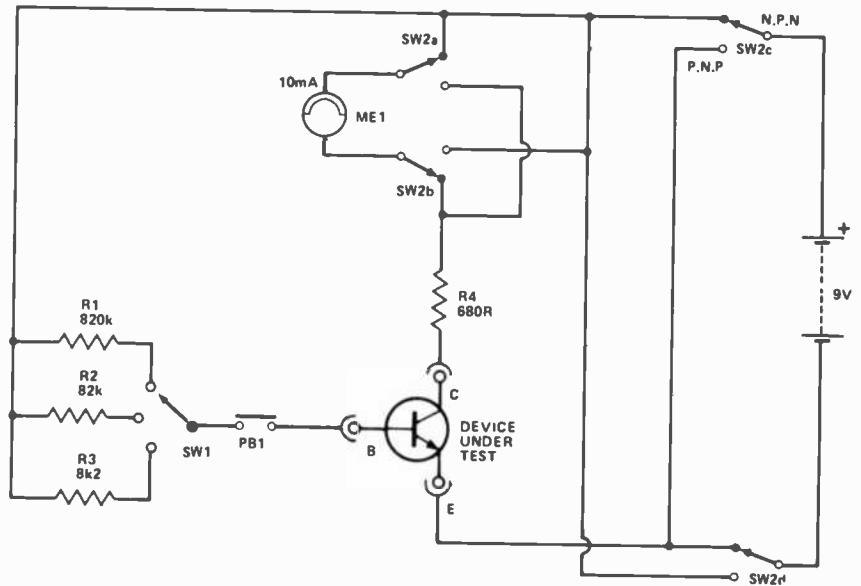 N.P.N
SW2a
SW2c
P.N.P
10mA
ME1
SW2b
+
9V
R4
680R
R1
820k
R2
82k
C
DEVICE
UNDER
TEST
SW1
PB1
B
R3
8k2
E
SW2d